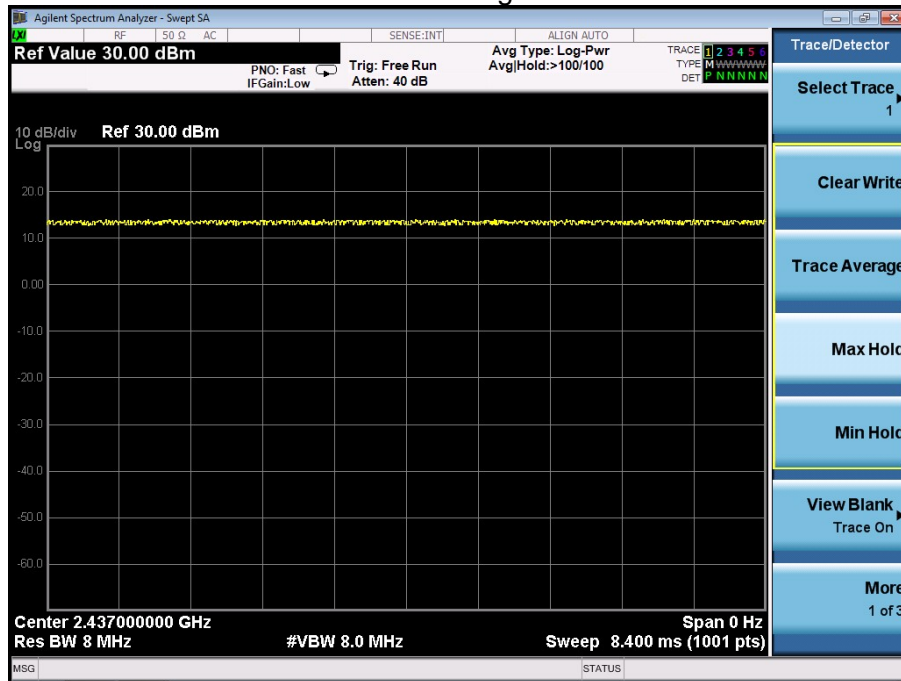 Agilent Spectrum Analyzer - Swept SA
LXI RF 50 Ω AC SENSE:INT ALIGN AUTO
Ref Value 30.00 dBm
PNO: Fast
IFGain:Low
Trig: Free Run
Atten: 40 dB
Avg Type: Log-Pwr
Avg|Hold:>100/100
TRACE 1 2 3 4 5 6
TYPE M WWWWW
DET P N N N N N
10 dB/div Ref 30.00 dBm
Log
20.0
10.0
0.00
-10.0
-20.0
-30.0
-40.0
-50.0
-60.0
Center 2.437000000 GHz Span 0 Hz
Res BW 8 MHz #VBW 8.0 MHz Sweep 8.400 ms (1001 pts)
MSG STATUS
Trace/Detector
Select Trace
1
Clear Write
Trace Average
Max Hold
Min Hold
View Blank
Trace On
More
1 of 3